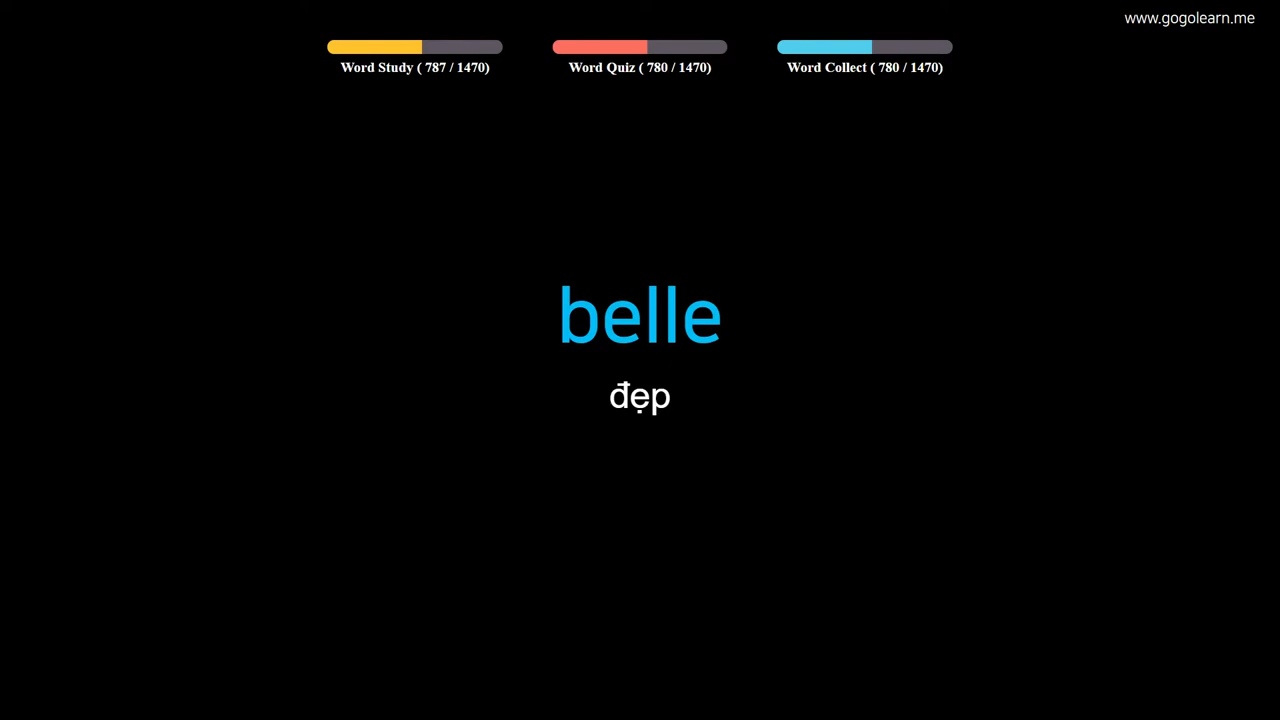 www.gogolearn.me
Word Study ( 787 / 1470)
Word Quiz ( 780 / 1470)
Word Collect ( 780 / 1470)
belle
đẹp